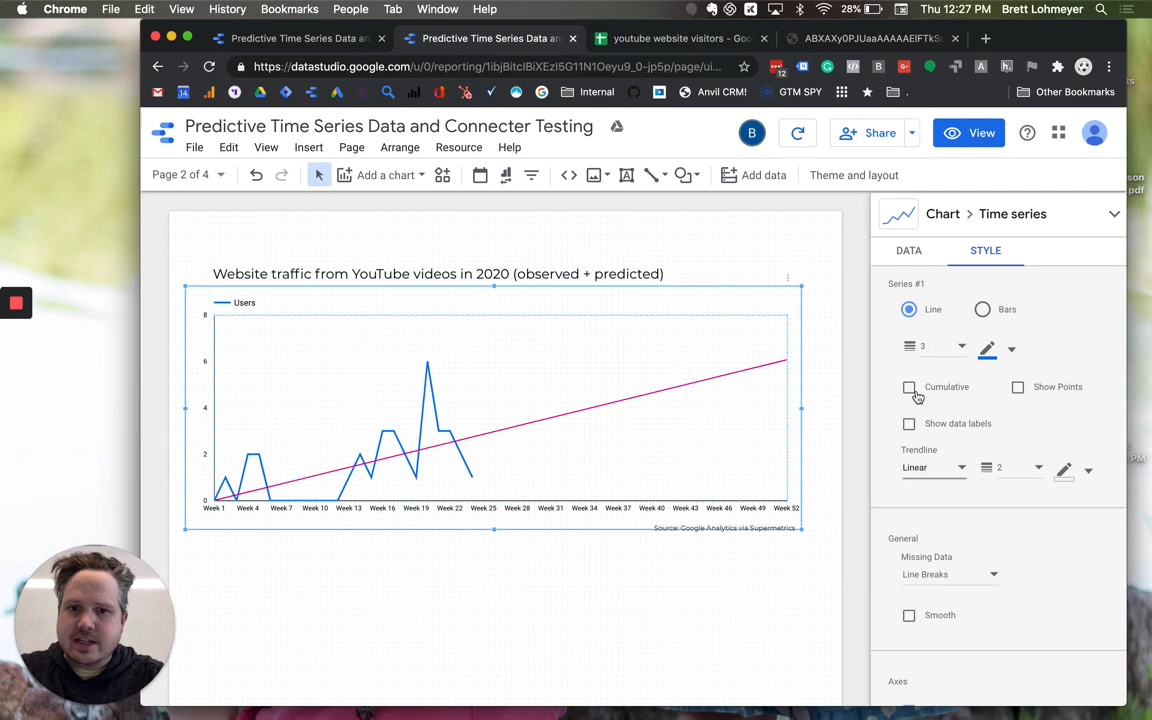 Chrome File Edit View History Bookmarks People Tab Window Help 28% Thu 12:27 PM Brett Lohmeyer
Predictive Time Series Data an Predictive Time Series Data an youtube website visitors - Goo ABXAXy0PJUaaAAAAElFTkSu
https://datastudio.google.com/u/0/reporting/1ibjBitclBiXEzI5G11N1Oeyu9_0-jp5p/page/ui... 12
Internal Anvil CRM! GTM SPY . Other Bookmarks
Predictive Time Series Data and Connecter Testing
File Edit View Insert Page Arrange Resource Help
B Share View
Page 2 of 4 Add a chart Add data Theme and layout
Chart > Time series
DATA STYLE
Series #1
Line Bars
3
Cumulative Show Points
Show data labels
Trendline
Linear 2
General
Missing Data
Line Breaks
Smooth
Axes
Website traffic from YouTube videos in 2020 (observed + predicted)
Users
8
6
4
2
0
Week 1 Week 4 Week 7 Week 10 Week 13 Week 16 Week 19 Week 22 Week 25 Week 28 Week 31 Week 34 Week 37 Week 40 Week 43 Week 46 Week 49 Week 52
Source: Google Analytics via Supermetrics
son
pdf
PM